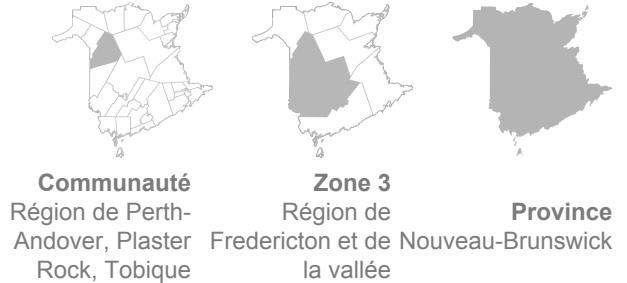 Communauté
Région de Perth-
Andover, Plaster
Rock, Tobique
Zone 3
Région de
Fredericton et de
la vallée
Province
Nouveau-Brunswick